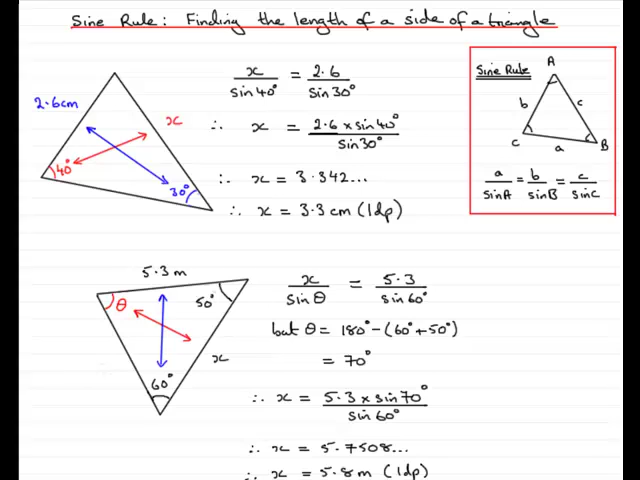 Sine Rule: Finding the length of a side of a triangle
2.6cm
x
40°
30°
x/sin40° = 2.6/sin30°
∴ x = 2.6 x sin40°/sin30°
∴ x = 3.342...
∴ x = 3.3 cm (1dp)
Sine Rule
A
b
c
C
a
B
a/sinA = b/sinB = c/sinC
5.3 m
θ
50°
x
60°
x/sinθ = 5.3/sin60°
but θ = 180° - (60° + 50°)
= 70°
∴ x = 5.3 x sin70°/sin60°
∴ x = 5.7508...
∴ x = 5.8m (1dp)